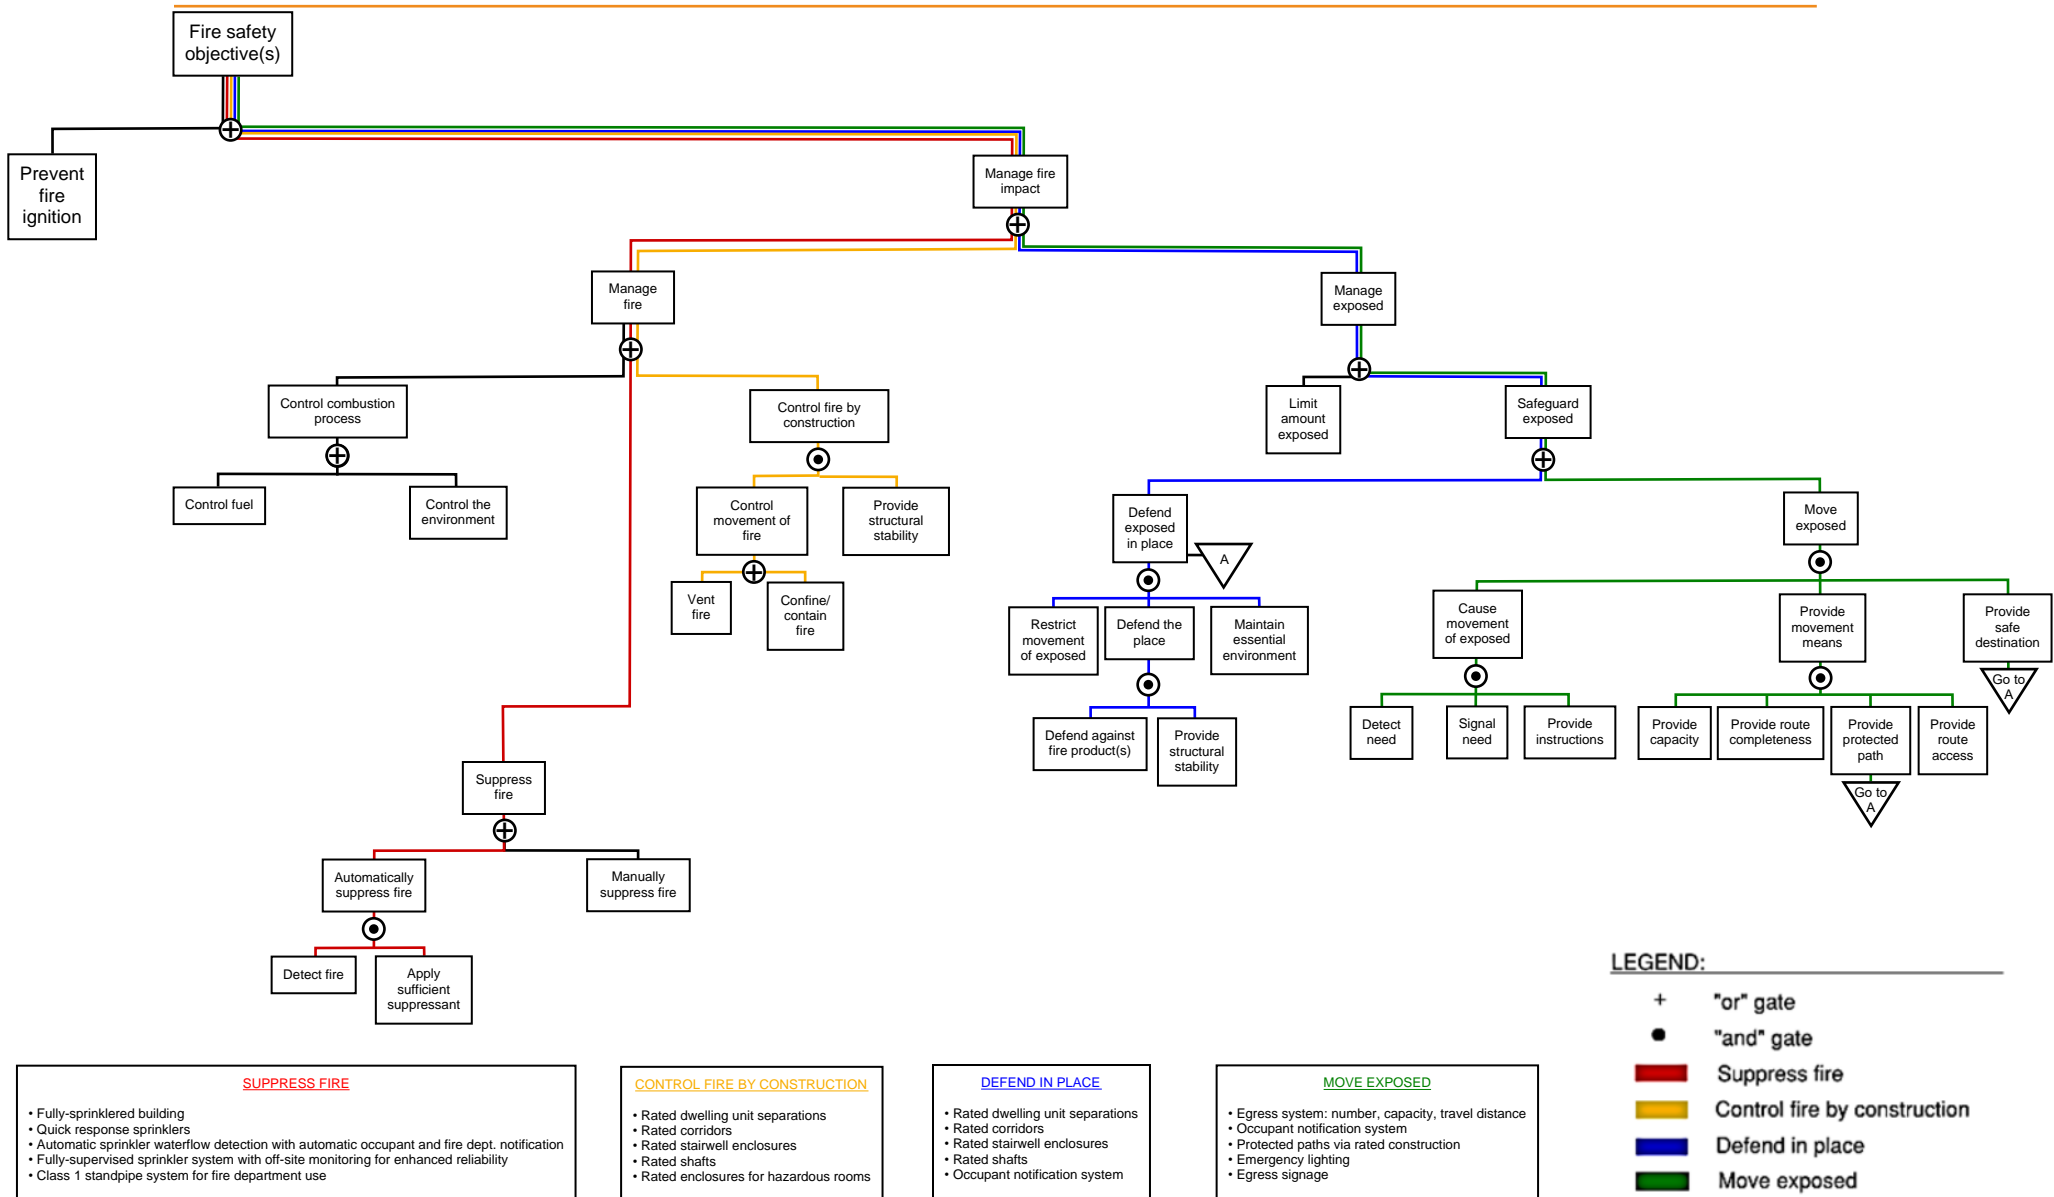 Fire safety
objective(s)
Prevent
fire
ignition
Manage fire
impact
Manage
fire
Manage
exposed
Control combustion
process
Control fire by
construction
Limit
amount
exposed
Safeguard
exposed
Control fuel
Control the
environment
Control
movement of
fire
Provide
structural
stability
Defend
exposed
in place
A
Move
exposed
Vent
fire
Confine/
contain
fire
Restrict
movement
of exposed
Defend the
place
Maintain
essential
environment
Cause
movement
of exposed
Provide
movement
means
Provide
safe
destination
Go to
A
Defend against
fire product(s)
Provide
structural
stability
Detect
need
Signal
need
Provide
instructions
Provide
capacity
Provide route
completeness
Provide
protected
path
Provide
route
access
Go to
A
Suppress
fire
Automatically
suppress fire
Manually
suppress fire
Detect fire
Apply
sufficient
suppressant
LEGEND:
+ "or" gate
● "and" gate
Suppress fire
Control fire by construction
Defend in place
Move exposed
SUPPRESS FIRE
• Fully-sprinklered building
• Quick response sprinklers
• Automatic sprinkler waterflow detection with automatic occupant and fire dept. notification
• Fully-supervised sprinkler system with off-site monitoring for enhanced reliability
• Class 1 standpipe system for fire department use
CONTROL FIRE BY CONSTRUCTION
• Rated dwelling unit separations
• Rated corridors
• Rated stairwell enclosures
• Rated shafts
• Rated enclosures for hazardous rooms
DEFEND IN PLACE
• Rated dwelling unit separations
• Rated corridors
• Rated stairwell enclosures
• Rated shafts
• Occupant notification system
MOVE EXPOSED
• Egress system: number, capacity, travel distance
• Occupant notification system
• Protected paths via rated construction
• Emergency lighting
• Egress signage